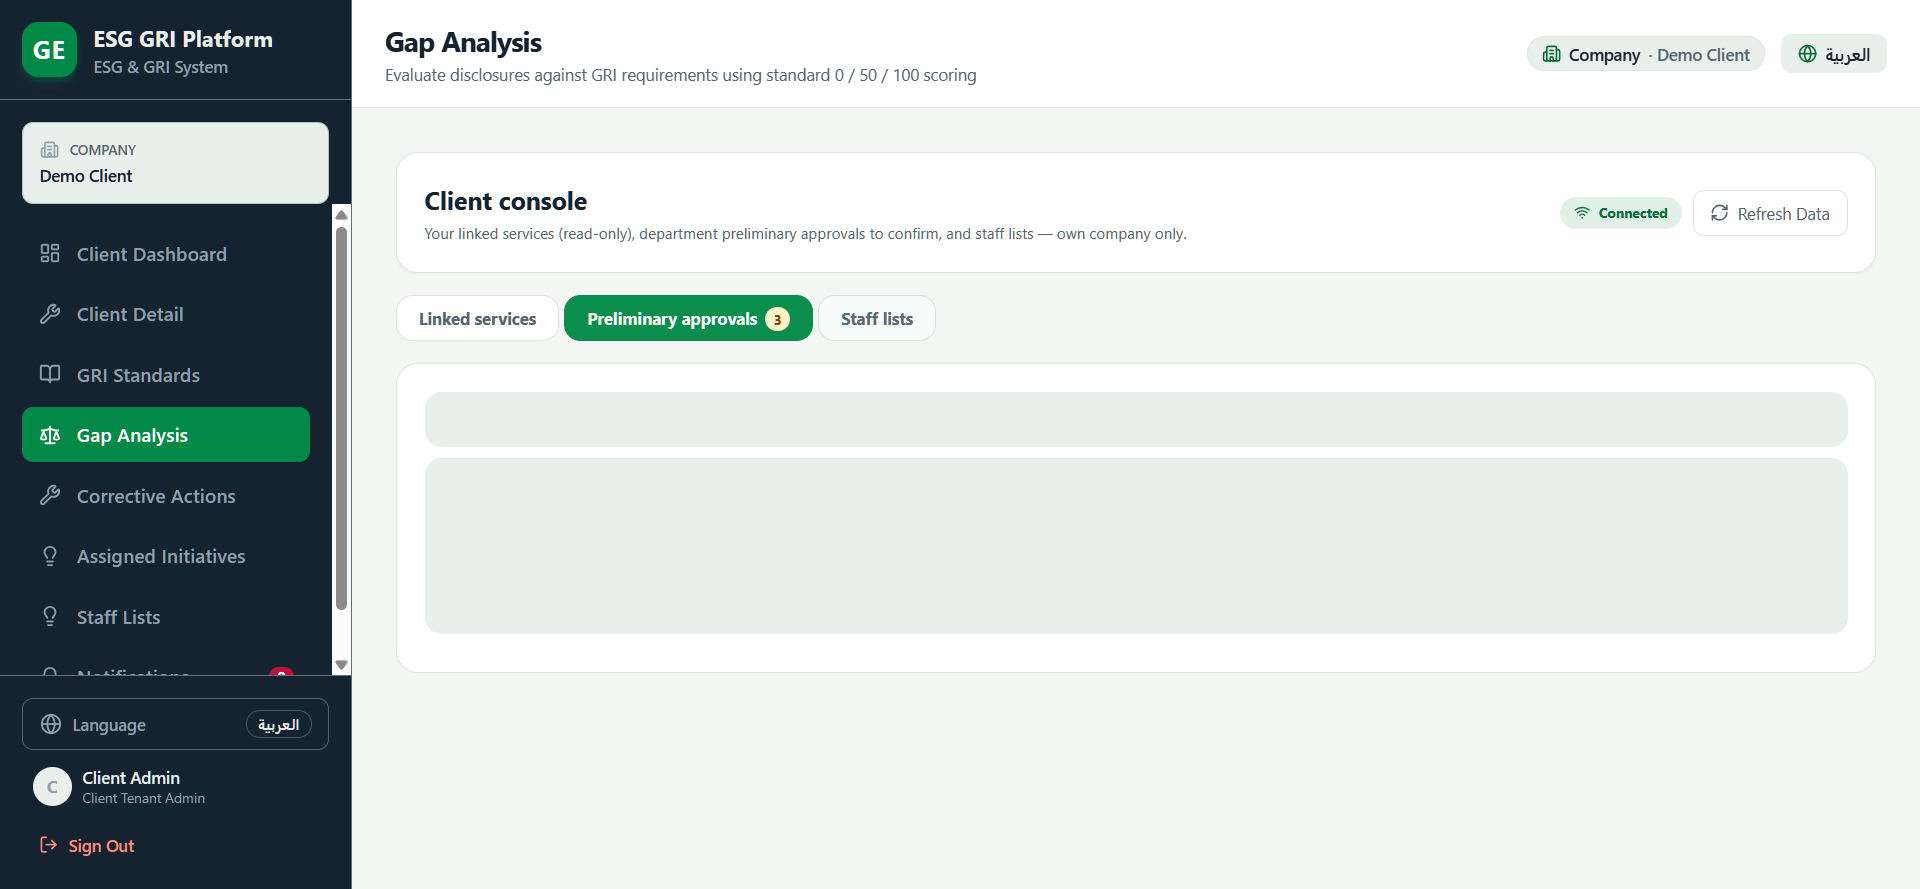 GE
ESG GRI Platform
ESG & GRI System
COMPANY
Demo Client
Client Dashboard
Client Detail
GRI Standards
Gap Analysis
Corrective Actions
Assigned Initiatives
Staff Lists
Notifications
Language
العربية
C
Client Admin
Client Tenant Admin
Sign Out
Gap Analysis
Evaluate disclosures against GRI requirements using standard 0 / 50 / 100 scoring
Company · Demo Client
العربية
Client console
Your linked services (read-only), department preliminary approvals to confirm, and staff lists — own company only.
Connected
Refresh Data
Linked services
Preliminary approvals 3
Staff lists